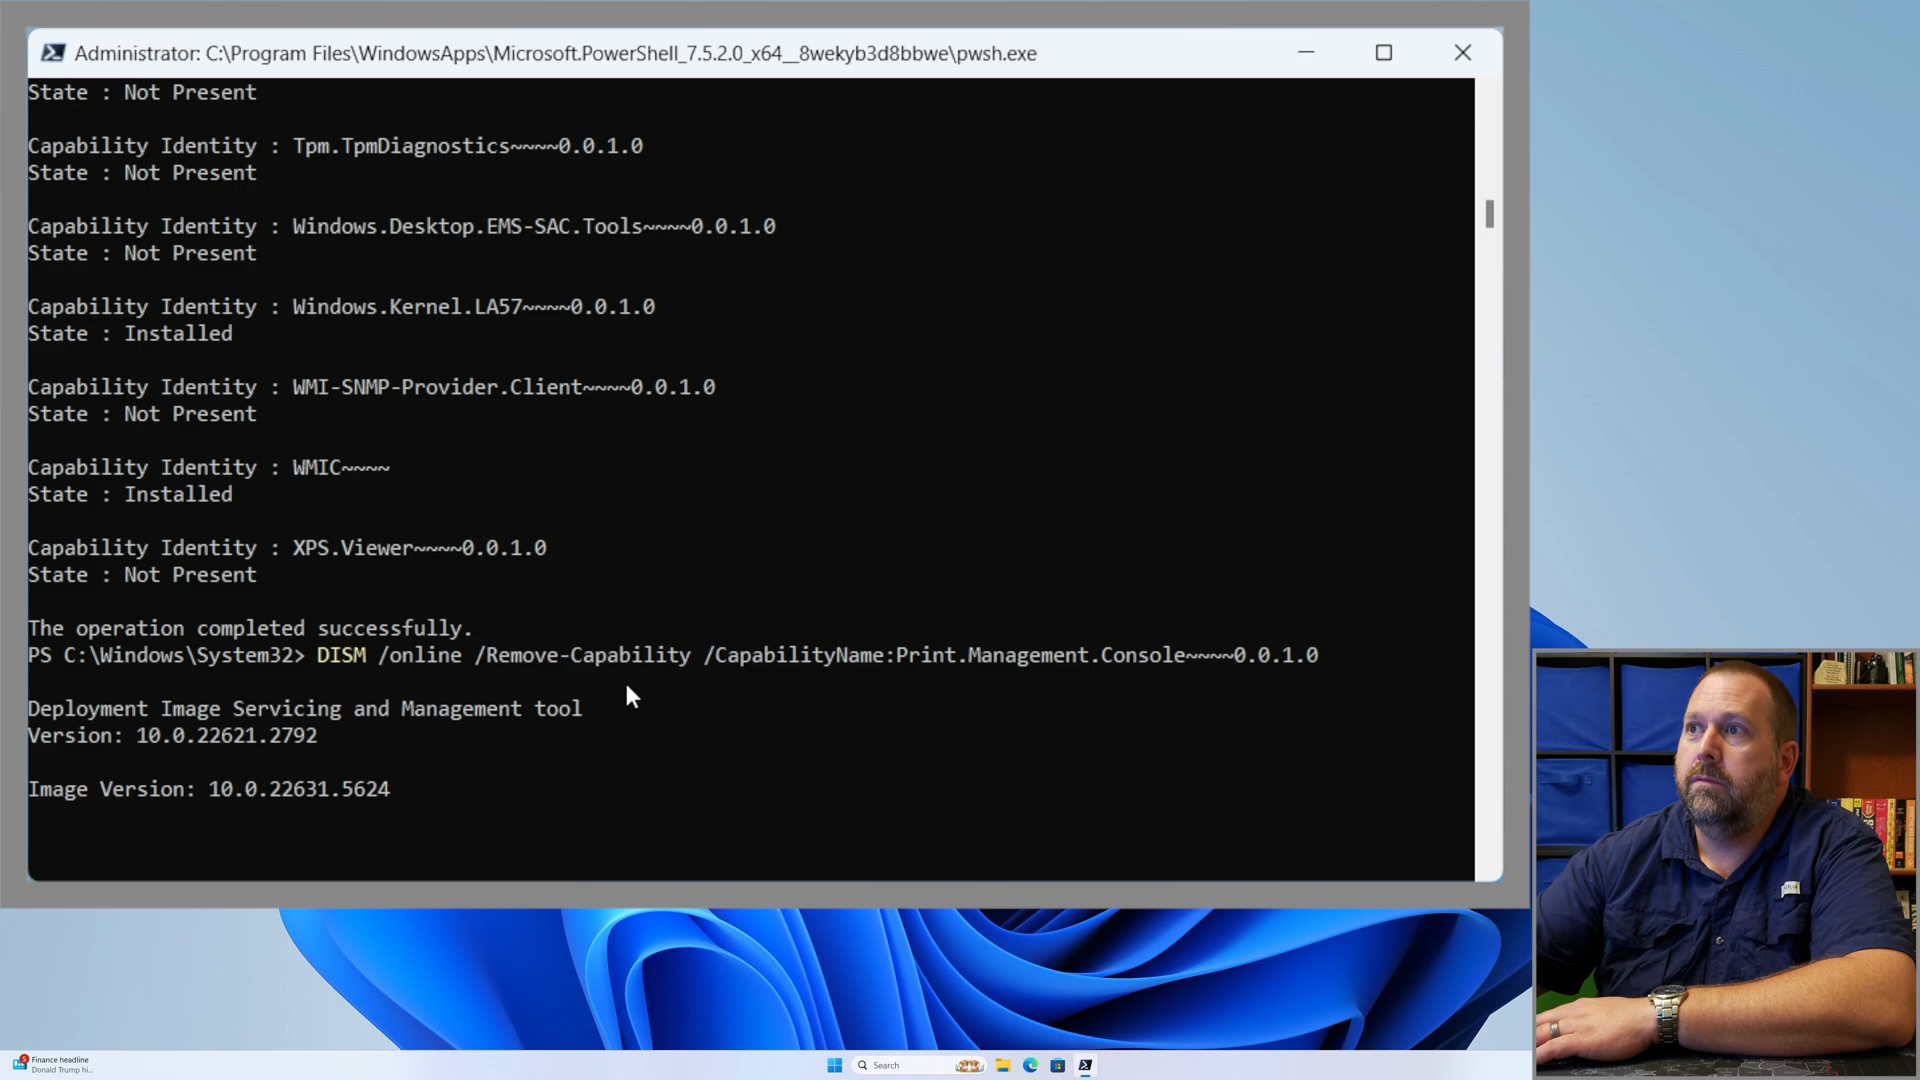 Administrator: C:\Program Files\WindowsApps\Microsoft.PowerShell_7.5.2.0_x64__8wekyb3d8bbwe\pwsh.exe
State : Not Present
Capability Identity : Tpm.TpmDiagnostics~~~~0.0.1.0
State : Not Present
Capability Identity : Windows.Desktop.EMS-SAC.Tools~~~~0.0.1.0
State : Not Present
Capability Identity : Windows.Kernel.LA57~~~~0.0.1.0
State : Installed
Capability Identity : WMI-SNMP-Provider.Client~~~~0.0.1.0
State : Not Present
Capability Identity : WMIC~~~~
State : Installed
Capability Identity : XPS.Viewer~~~~0.0.1.0
State : Not Present
The operation completed successfully.
PS C:\Windows\System32> DISM /online /Remove-Capability /CapabilityName:Print.Management.Console~~~~0.0.1.0
Deployment Image Servicing and Management tool
Version: 10.0.22621.2792
Image Version: 10.0.22631.5624
5
Finance headline
Donald Trump hi...
Search